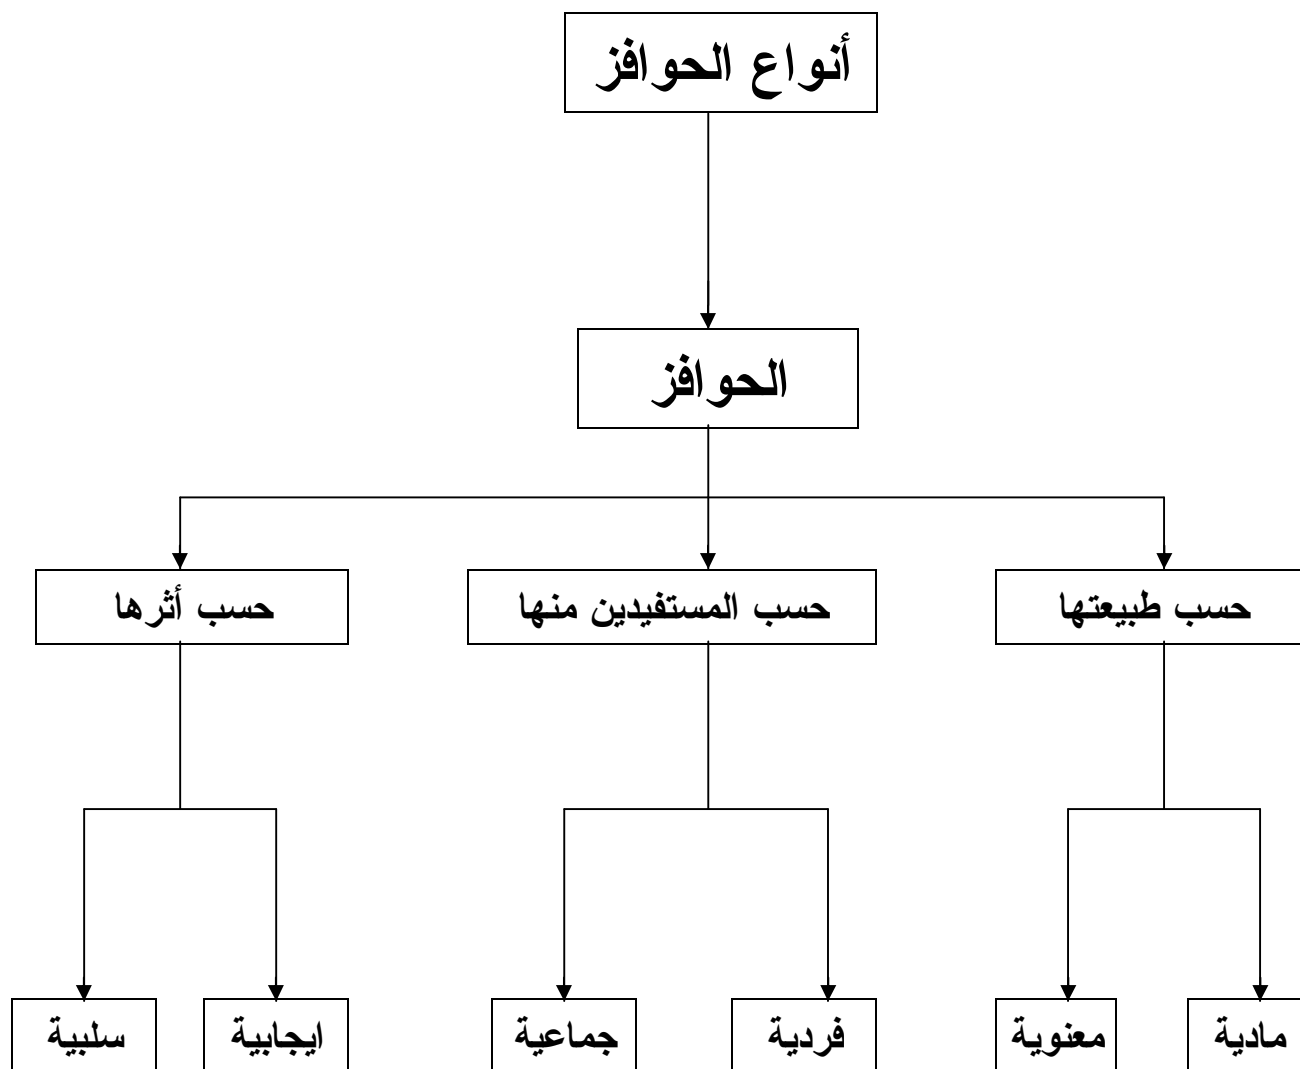 أنواع الحوافز
الحوافز
حسب طبيعتها
حسب المستفيدين منها
حسب أثرها
مادية
معنوية
فردية
جماعية
ايجابية
سلبية